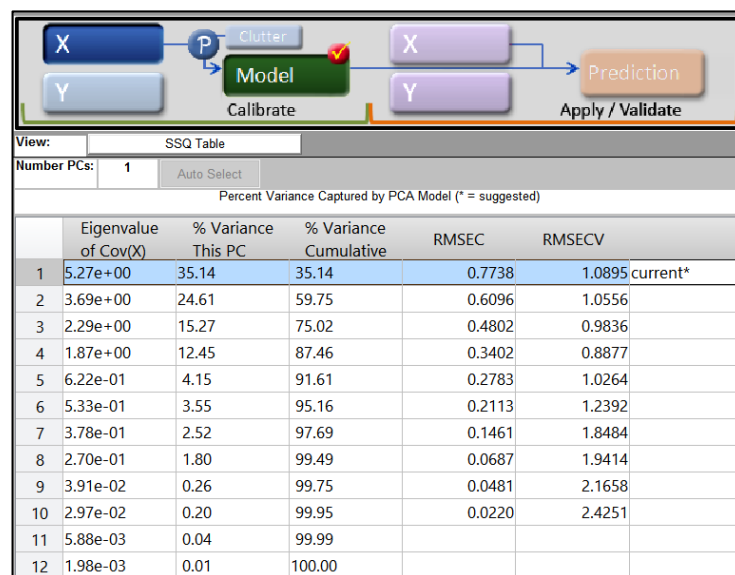 X
P
Clutter
Model
Y
Calibrate
X
Y
Prediction
Apply / Validate
View: SSQ Table
Number PCs: 1 Auto Select
Percent Variance Captured by PCA Model (* = suggested)
Eigenvalue % Variance % Variance RMSEC RMSECV
of Cov(X) This PC Cumulative
1 5.27e+00 35.14 35.14 0.7738 1.0895 current*
2 3.69e+00 24.61 59.75 0.6096 1.0556
3 2.29e+00 15.27 75.02 0.4802 0.9836
4 1.87e+00 12.45 87.46 0.3402 0.8877
5 6.22e-01 4.15 91.61 0.2783 1.0264
6 5.33e-01 3.55 95.16 0.2113 1.2392
7 3.78e-01 2.52 97.69 0.1461 1.8484
8 2.70e-01 1.80 99.49 0.0687 1.9414
9 3.91e-02 0.26 99.75 0.0481 2.1658
10 2.97e-02 0.20 99.95 0.0220 2.4251
11 5.88e-03 0.04 99.99
12 1.98e-03 0.01 100.00